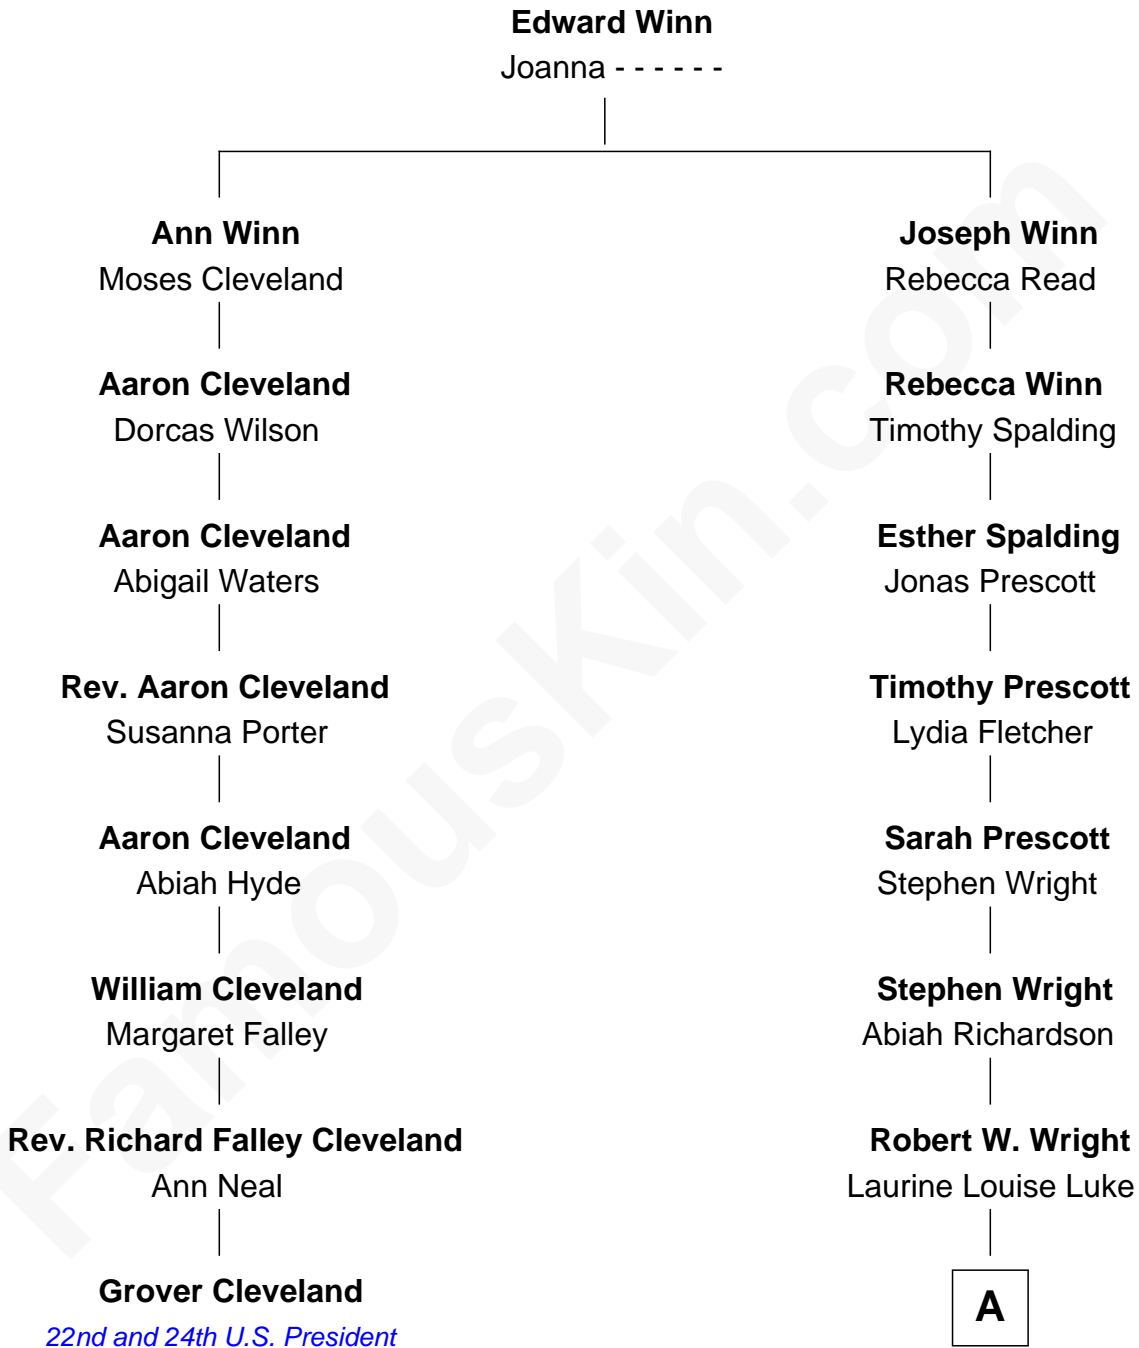 Edward Winn
Joanna - - - - - -
Ann Winn
Moses Cleveland
Joseph Winn
Rebecca Read
Aaron Cleveland
Dorcas Wilson
Rebecca Winn
Timothy Spalding
Aaron Cleveland
Abigail Waters
Esther Spalding
Jonas Prescott
Rev. Aaron Cleveland
Susanna Porter
Timothy Prescott
Lydia Fletcher
Aaron Cleveland
Abiah Hyde
Sarah Prescott
Stephen Wright
William Cleveland
Margaret Falley
Stephen Wright
Abiah Richardson
Rev. Richard Falley Cleveland
Ann Neal
Robert W. Wright
Laurine Louise Luke
Grover Cleveland
22nd and 24th U.S. President
A
FamousKin.com